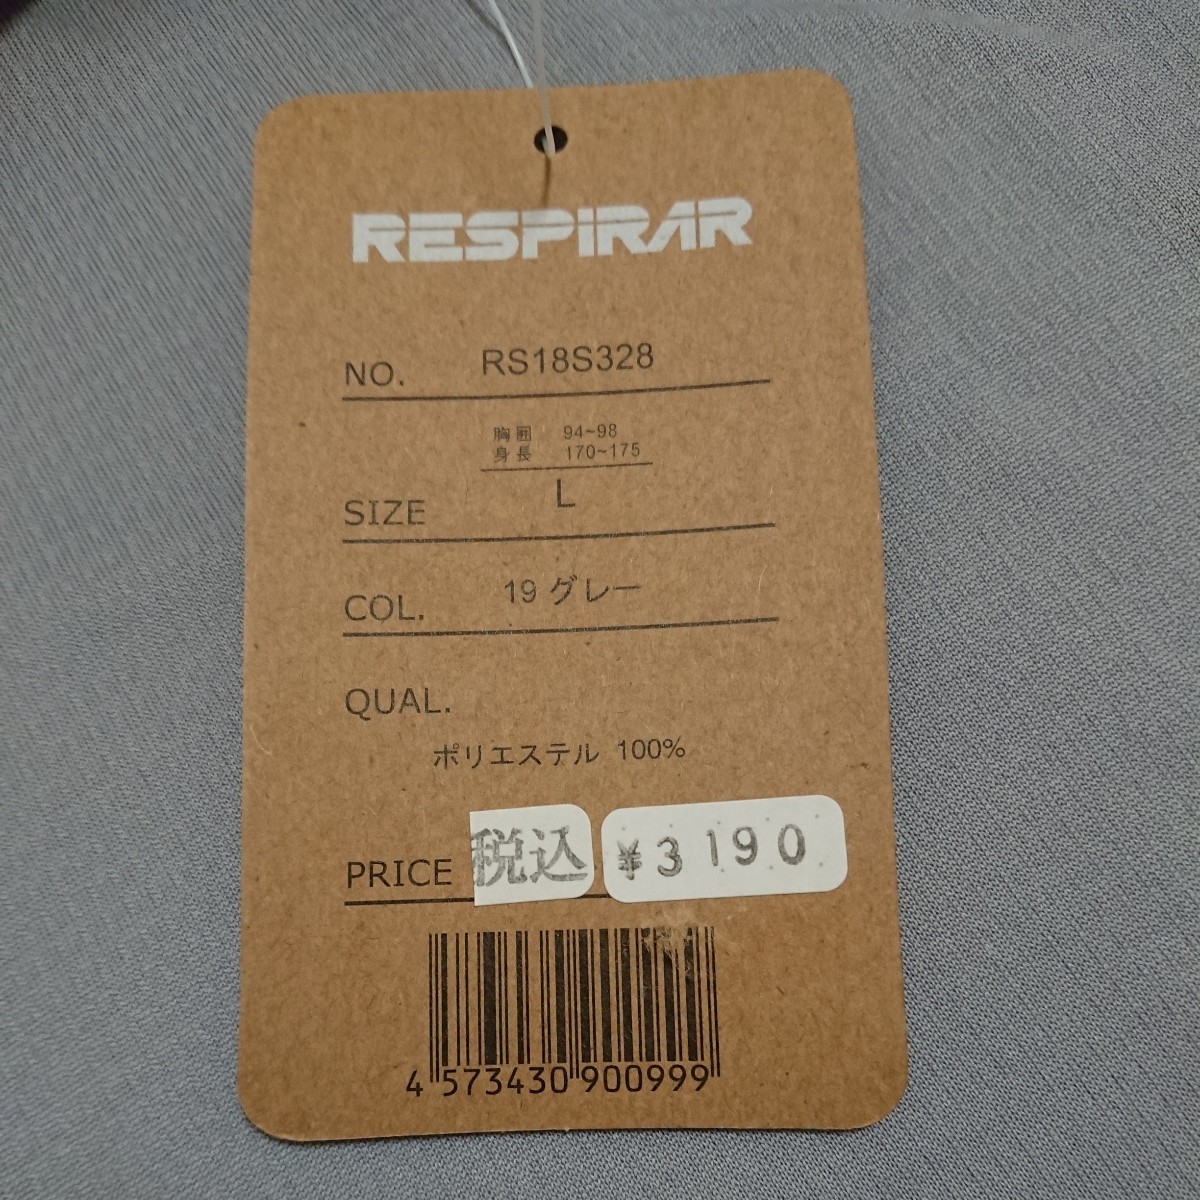 RESPIRAR
NO. RS18S328
胸囲 94~98
身長 170~175
SIZE L
COL. 19 グレー
QUAL.
ポリエステル 100%
PRICE 税込 ¥3190
4 573430 900999